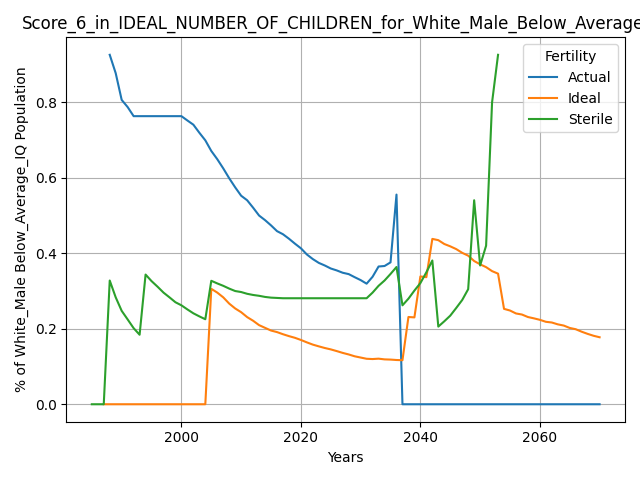 Score_6_in_IDEAL_NUMBER_OF_CHILDREN_for_White_Male_Below_Average
% of White_Male Below_Average_IQ Population
0.8
0.6
0.4
0.2
0.0
Fertility
Actual
Ideal
Sterile
2000
2020
2040
2060
Years